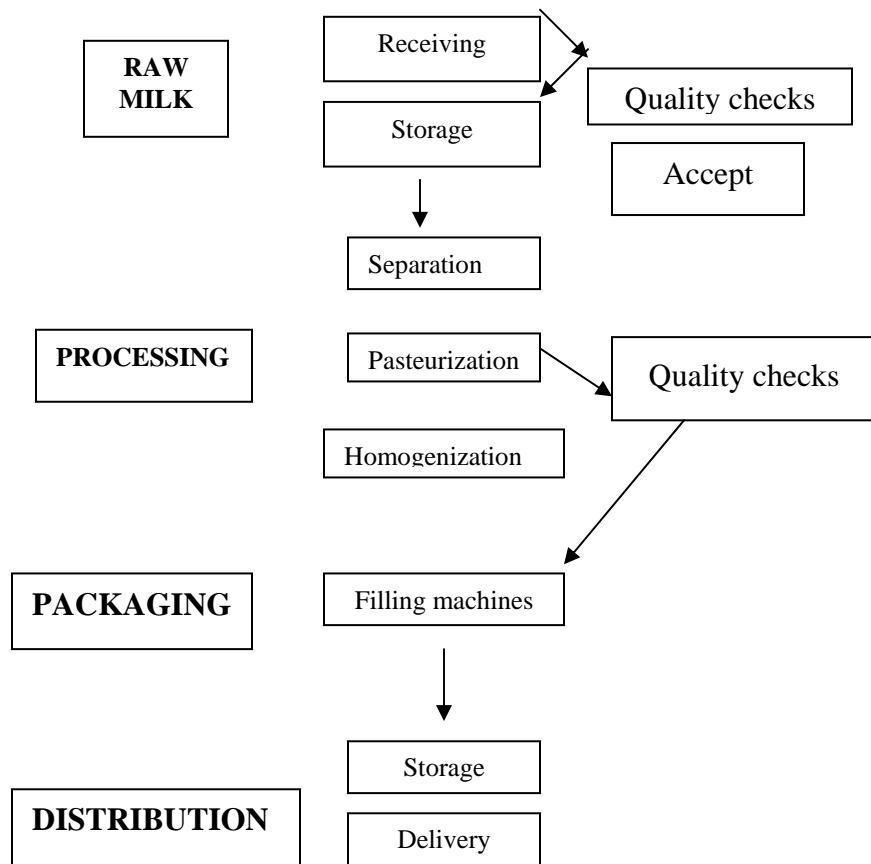 RAW
MILK
Receiving
Quality checks
Storage
Accept
Separation
PROCESSING
Pasteurization
Quality checks
Homogenization
PACKAGING
Filling machines
Storage
DISTRIBUTION
Delivery